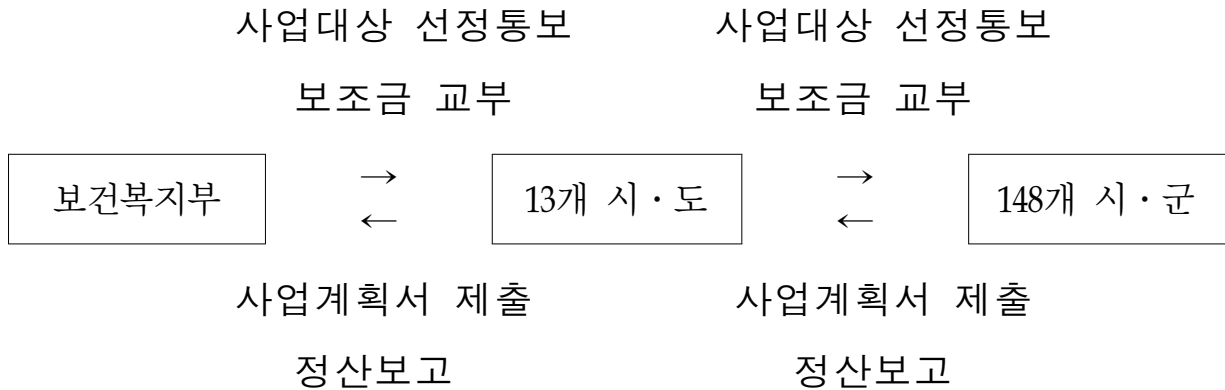 사업대상 선정통보 사업대상 선정통보
보조금 교부 보조금 교부
보건복지부 → 13개 시·도 → 148개 시·군
← ←
사업계획서 제출 사업계획서 제출
정산보고 정산보고